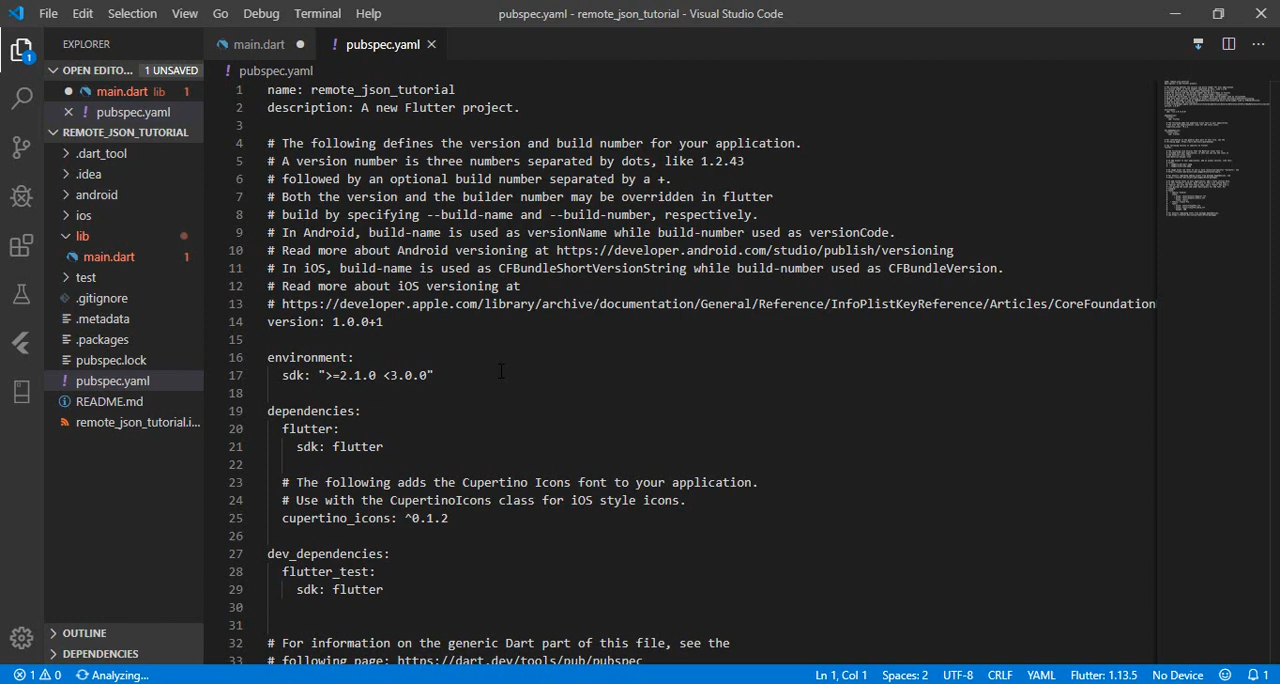 File Edit Selection View Go Debug Terminal Help
pubspec.yaml - remote_json_tutorial - Visual Studio Code
EXPLORER
main.dart
! pubspec.yaml
OPEN EDITO... 1 UNSAVED
main.dart lib 1
! pubspec.yaml
REMOTE_JSON_TUTORIAL
.dart_tool
.idea
android
ios
lib
main.dart 1
test
.gitignore
.metadata
.packages
pubspec.lock
! pubspec.yaml
README.md
remote_json_tutorial.i...
OUTLINE
DEPENDENCIES
1
! pubspec.yaml
1 name: remote_json_tutorial
2 description: A new Flutter project.
3
4 # The following defines the version and build number for your application.
5 # A version number is three numbers separated by dots, like 1.2.43
6 # followed by an optional build number separated by a +.
7 # Both the version and the builder number may be overridden in flutter
8 # build by specifying --build-name and --build-number, respectively.
9 # In Android, build-name is used as versionName while build-number used as versionCode.
10 # Read more about Android versioning at https://developer.android.com/studio/publish/versioning
11 # In iOS, build-name is used as CFBundleShortVersionString while build-number used as CFBundleVersion.
12 # Read more about iOS versioning at
13 # https://developer.apple.com/library/archive/documentation/General/Reference/InfoPlistKeyReference/Articles/CoreFoundation
14 version: 1.0.0+1
15
16 environment:
17 sdk: ">=2.1.0 <3.0.0"
18
19 dependencies:
20 flutter:
21 sdk: flutter
22
23 # The following adds the Cupertino Icons font to your application.
24 # Use with the CupertinoIcons class for iOS style icons.
25 cupertino_icons: ^0.1.2
26
27 dev_dependencies:
28 flutter_test:
29 sdk: flutter
30
31
32 # For information on the generic Dart part of this file, see the
33 # following page: https://dart.dev/tools/pub/pubspec
1 0 Analyzing...
Ln 1, Col 1 Spaces: 2 UTF-8 CRLF YAML Flutter: 1.13.5 No Device 1